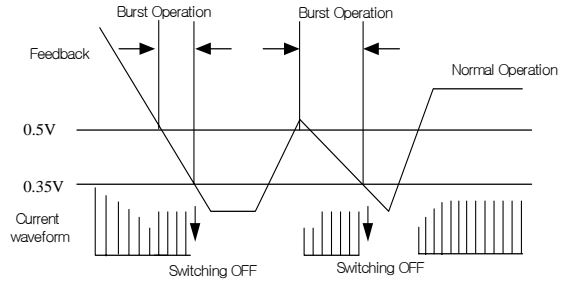 Burst Operation
Burst Operation
Feedback
Normal Operation
0.5V
0.35V
Current
waveform
Switching OFF
Switching OFF